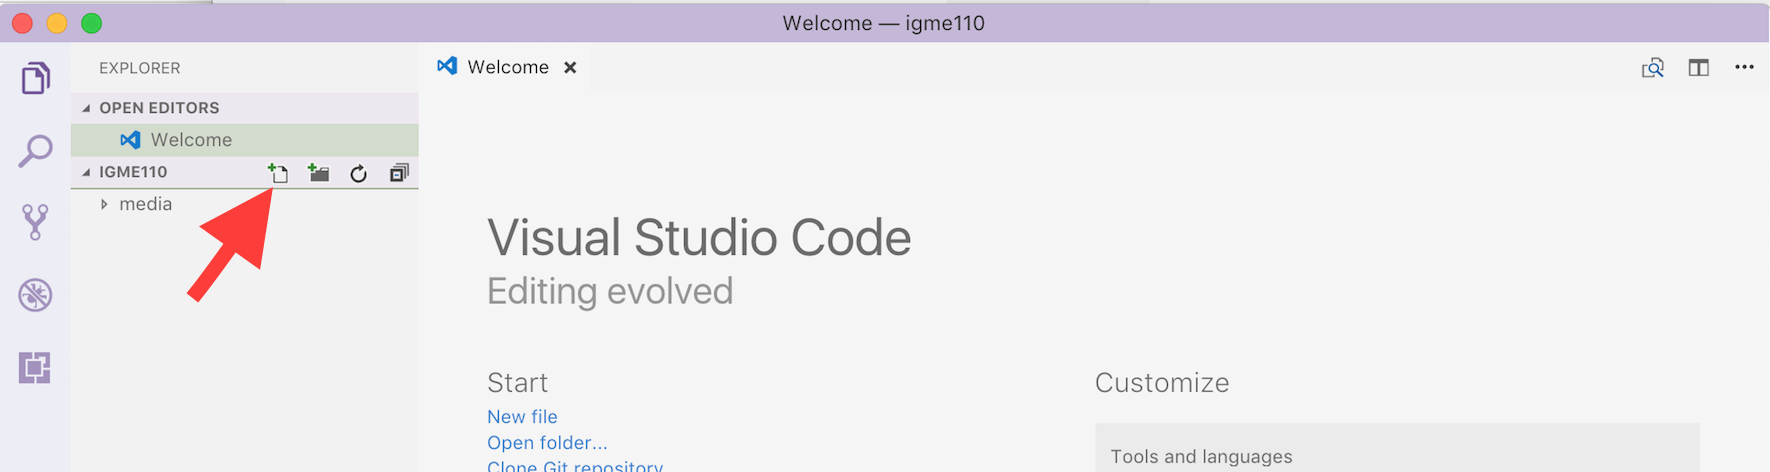 Welcome — igme110
EXPLORER
Welcome
OPEN EDITORS
Welcome
IGME110
media
Visual Studio Code
Editing evolved
Start
Customize
New file
Open folder...
Clone Git repository
Tools and languages